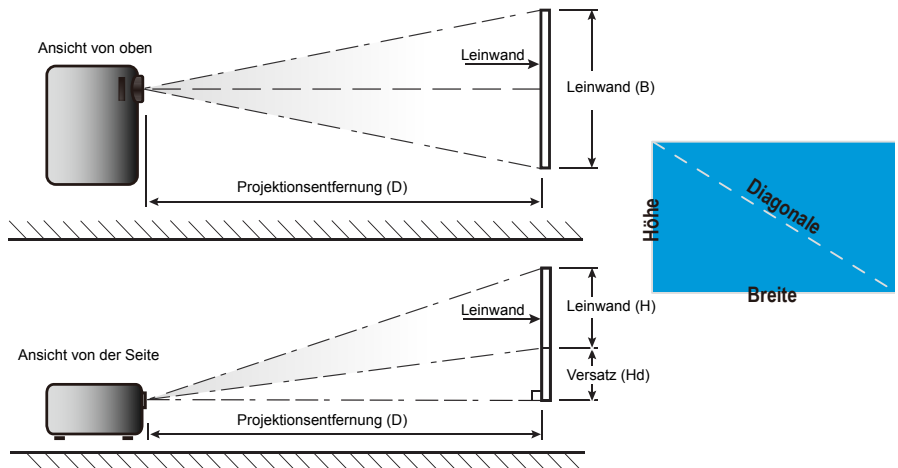 Ansicht von oben
Leinwand
Leinwand (B)
Projektionsentfernung (D)
Höhe
Diagonale
Breite
Ansicht von der Seite
Leinwand
Leinwand (H)
Versatz (Hd)
Projektionsentfernung (D)